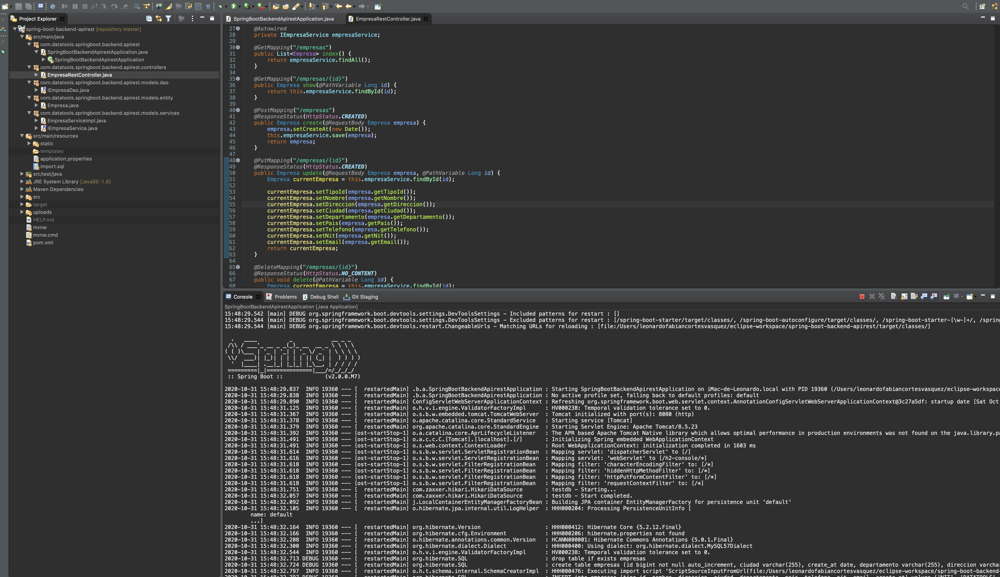 Project Explorer
spring-boot-backend-apirest [repository master]
src/main/java
com.datatools.springboot.backend.apirest
SpringBootBackendApirestApplication.java
SpringBootBackendApirestApplication
com.datatools.springboot.backend.apirest.controllers
EmpresaRestController.java
com.datatools.springboot.backend.apirest.models.dao
IEmpresaDao.java
com.datatools.springboot.backend.apirest.models.entity
Empresa.java
com.datatools.springboot.backend.apirest.models.services
EmpresaServiceImpl.java
IEmpresaService.java
src/main/resources
static
templates
application.properties
import.sql
src/test/java
JRE System Library [JavaSE-1.8]
Maven Dependencies
src
target
uploads
HELP.md
mvnw
mvnw.cmd
pom.xml
SpringBootBackendApirestApplication.java
EmpresaRestController.java
27 @Autowired
28 private IEmpresaService empresaService;
29
30 @GetMapping("/empresas")
31 public List<Empresa> index() {
32 return empresaService.findAll();
33 }
34
35 @GetMapping("/empresas/{id}")
36 public Empresa show(@PathVariable Long id) {
37 return this.empresaService.findById(id);
38 }
39
40 @PostMapping("/empresas")
41 @ResponseStatus(HttpStatus.CREATED)
42 public Empresa create(@RequestBody Empresa empresa) {
43 empresa.setCreateAt(new Date());
44 this.empresaService.save(empresa);
45 return empresa;
46 }
47
48 @PutMapping("/empresas/{id}")
49 @ResponseStatus(HttpStatus.CREATED)
50 public Empresa update(@RequestBody Empresa empresa, @PathVariable Long id) {
51 Empresa currentEmpresa = this.empresaService.findById(id);
52
53 currentEmpresa.setTipoId(empresa.getTipoId());
54 currentEmpresa.setNombre(empresa.getNombre());
55 currentEmpresa.setDireccion(empresa.getDireccion());
56 currentEmpresa.setCiudad(empresa.getCiudad());
57 currentEmpresa.setDepartamento(empresa.getDepartamento());
58 currentEmpresa.setPais(empresa.getPais());
59 currentEmpresa.setTelefono(empresa.getTelefono());
60 currentEmpresa.setNit(empresa.getNit());
61 currentEmpresa.setEmail(empresa.getEmail());
62 return currentEmpresa;
63 }
64
65 @DeleteMapping("/empresas/{id}")
66 @ResponseStatus(HttpStatus.NO_CONTENT)
67 public void delete(@PathVariable Long id) {
68 Empresa currentEmpresa = this.empresaService.findById(id);
Console Problems Debug Shell Git Staging
SpringBootBackendApirestApplication [Java Application]
15:48:29.542 [main] DEBUG org.springframework.boot.devtools.settings.DevToolsSettings - Included patterns for restart : []
15:48:29.544 [main] DEBUG org.springframework.boot.devtools.settings.DevToolsSettings - Excluded patterns for restart : [/spring-boot-starter/target/classes/, /spring-boot-autoconfigure/target/classes/, /spring-boot-starter-[\w-]+/, /spring
15:48:29.544 [main] DEBUG org.springframework.boot.devtools.restart.ChangeableUrls - Matching URLs for reloading : [file:/Users/leonardofabiancortesvasquez/eclipse-workspace/spring-boot-backend-apirest/target/classes/]
:: Spring Boot :: (v2.0.0.M7)
2020-10-31 15:48:29.837 INFO 19360 --- [ restartedMain] .b.a.SpringBootBackendApirestApplication : Starting SpringBootBackendApirestApplication on iMac-de-Leonardo.local with PID 19360 (/Users/leonardofabiancortesvasquez/eclipse-workspace
2020-10-31 15:48:29.838 INFO 19360 --- [ restartedMain] .b.a.SpringBootBackendApirestApplication : No active profile set, falling back to default profiles: default
2020-10-31 15:48:29.890 INFO 19360 --- [ restartedMain] ConfigServletWebServerApplicationContext : Refreshing org.springframework.boot.web.servlet.context.AnnotationConfigServletWebServerApplicationContext@3c27a5df: startup date [Sat Oct
2020-10-31 15:48:31.125 INFO 19360 --- [ restartedMain] o.h.v.i.engine.ValidatorFactoryImpl : HV000238: Temporal validation tolerance set to 0.
2020-10-31 15:48:31.367 INFO 19360 --- [ restartedMain] o.s.b.w.embedded.tomcat.TomcatWebServer : Tomcat initialized with port(s): 8080 (http)
2020-10-31 15:48:31.378 INFO 19360 --- [ restartedMain] o.apache.catalina.core.StandardService : Starting service [Tomcat]
2020-10-31 15:48:31.379 INFO 19360 --- [ restartedMain] org.apache.catalina.core.StandardEngine : Starting Servlet Engine: Apache Tomcat/8.5.23
2020-10-31 15:48:31.392 INFO 19360 --- [ost-startStop-1] o.a.catalina.core.AprLifecycleListener : The APR based Apache Tomcat Native library which allows optimal performance in production environments was not found on the java.library.pa
2020-10-31 15:48:31.491 INFO 19360 --- [ost-startStop-1] o.a.c.c.C.[Tomcat].[localhost].[/] : Initializing Spring embedded WebApplicationContext
2020-10-31 15:48:31.491 INFO 19360 --- [ost-startStop-1] o.s.web.context.ContextLoader : Root WebApplicationContext: initialization completed in 1603 ms
2020-10-31 15:48:31.614 INFO 19360 --- [ost-startStop-1] o.s.b.w.servlet.ServletRegistrationBean : Mapping servlet: 'dispatcherServlet' to [/]
2020-10-31 15:48:31.616 INFO 19360 --- [ost-startStop-1] o.s.b.w.servlet.ServletRegistrationBean : Mapping servlet: 'webServlet' to [/h2-console/*]
2020-10-31 15:48:31.618 INFO 19360 --- [ost-startStop-1] o.s.b.w.servlet.FilterRegistrationBean : Mapping filter: 'characterEncodingFilter' to: [/*]
2020-10-31 15:48:31.618 INFO 19360 --- [ost-startStop-1] o.s.b.w.servlet.FilterRegistrationBean : Mapping filter: 'hiddenHttpMethodFilter' to: [/*]
2020-10-31 15:48:31.618 INFO 19360 --- [ost-startStop-1] o.s.b.w.servlet.FilterRegistrationBean : Mapping filter: 'httpPutFormContentFilter' to: [/*]
2020-10-31 15:48:31.618 INFO 19360 --- [ost-startStop-1] o.s.b.w.servlet.FilterRegistrationBean : Mapping filter: 'requestContextFilter' to: [/*]
2020-10-31 15:48:31.751 INFO 19360 --- [ restartedMain] com.zaxxer.hikari.HikariDataSource : testdb - Starting...
2020-10-31 15:48:32.057 INFO 19360 --- [ restartedMain] com.zaxxer.hikari.HikariDataSource : testdb - Start completed.
2020-10-31 15:48:32.092 INFO 19360 --- [ restartedMain] j.LocalContainerEntityManagerFactoryBean : Building JPA container EntityManagerFactory for persistence unit 'default'
2020-10-31 15:48:32.105 INFO 19360 --- [ restartedMain] o.hibernate.jpa.internal.util.LogHelper : HHH000204: Processing PersistenceUnitInfo [
name: default
...]
2020-10-31 15:48:32.164 INFO 19360 --- [ restartedMain] org.hibernate.Version : HHH000412: Hibernate Core {5.2.12.Final}
2020-10-31 15:48:32.166 INFO 19360 --- [ restartedMain] org.hibernate.cfg.Environment : HHH000206: hibernate.properties not found
2020-10-31 15:48:32.208 INFO 19360 --- [ restartedMain] o.hibernate.annotations.common.Version : HCANN000001: Hibernate Commons Annotations {5.0.1.Final}
2020-10-31 15:48:32.300 INFO 19360 --- [ restartedMain] org.hibernate.dialect.Dialect : HHH000400: Using dialect: org.hibernate.dialect.MySQL57Dialect
2020-10-31 15:48:32.544 INFO 19360 --- [ restartedMain] o.h.v.i.engine.ValidatorFactoryImpl : HV000238: Temporal validation tolerance set to 0.
2020-10-31 15:48:32.713 DEBUG 19360 --- [ restartedMain] org.hibernate.SQL : drop table if exists empresas
2020-10-31 15:48:32.724 DEBUG 19360 --- [ restartedMain] org.hibernate.SQL : create table empresas (id bigint not null auto_increment, ciudad varchar(255), create_at date, departamento varchar(255), direccion varcha
2020-10-31 15:48:32.797 INFO 19360 --- [ restartedMain] o.h.t.schema.internal.SchemaCreatorImpl : HHH000476: Executing import script 'ScriptSourceInputFromUrl(file:/Users/leonardofabiancortesvasquez/eclipse-workspace/spring-boot-backend-